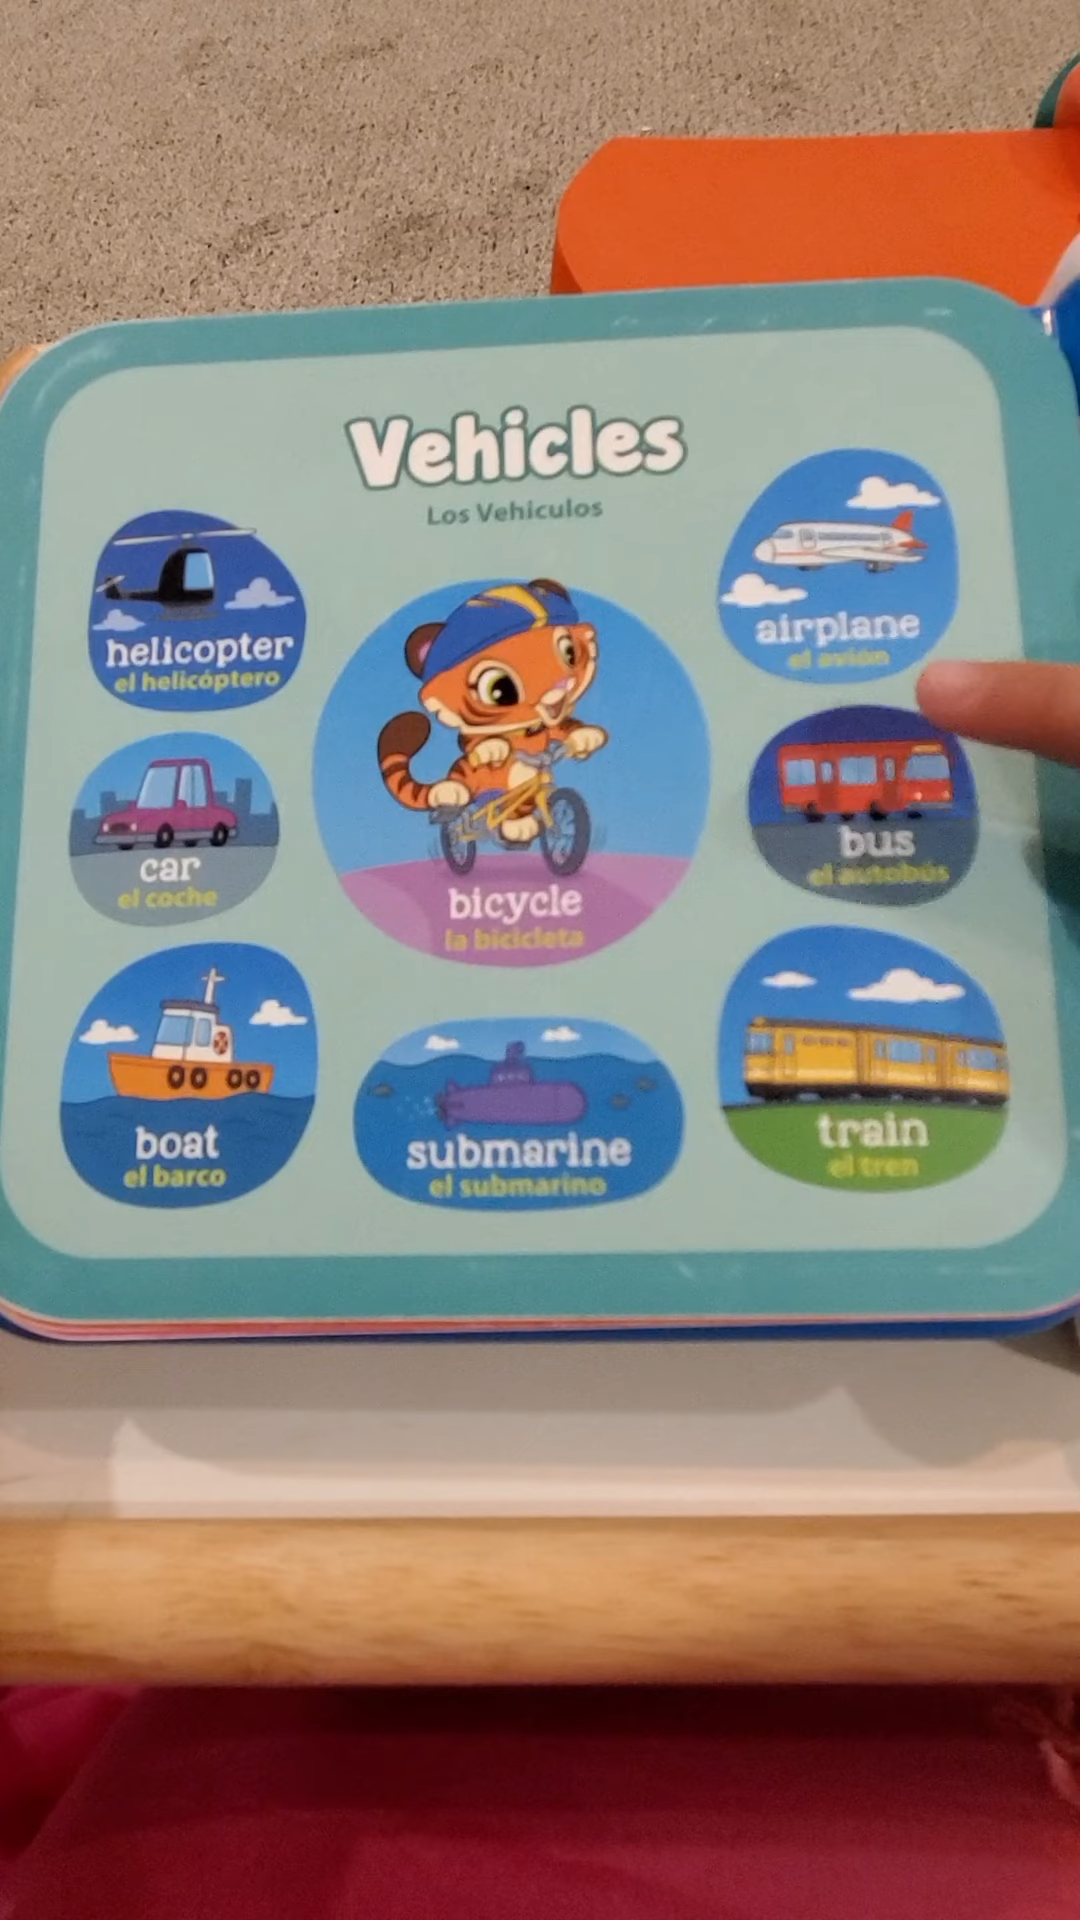 Vehicles
Los Vehiculos
helicopter
el helicóptero
airplane
el avión
car
el coche
bicycle
la bicicleta
bus
el autobús
boat
el barco
submarine
el submarino
train
el tren